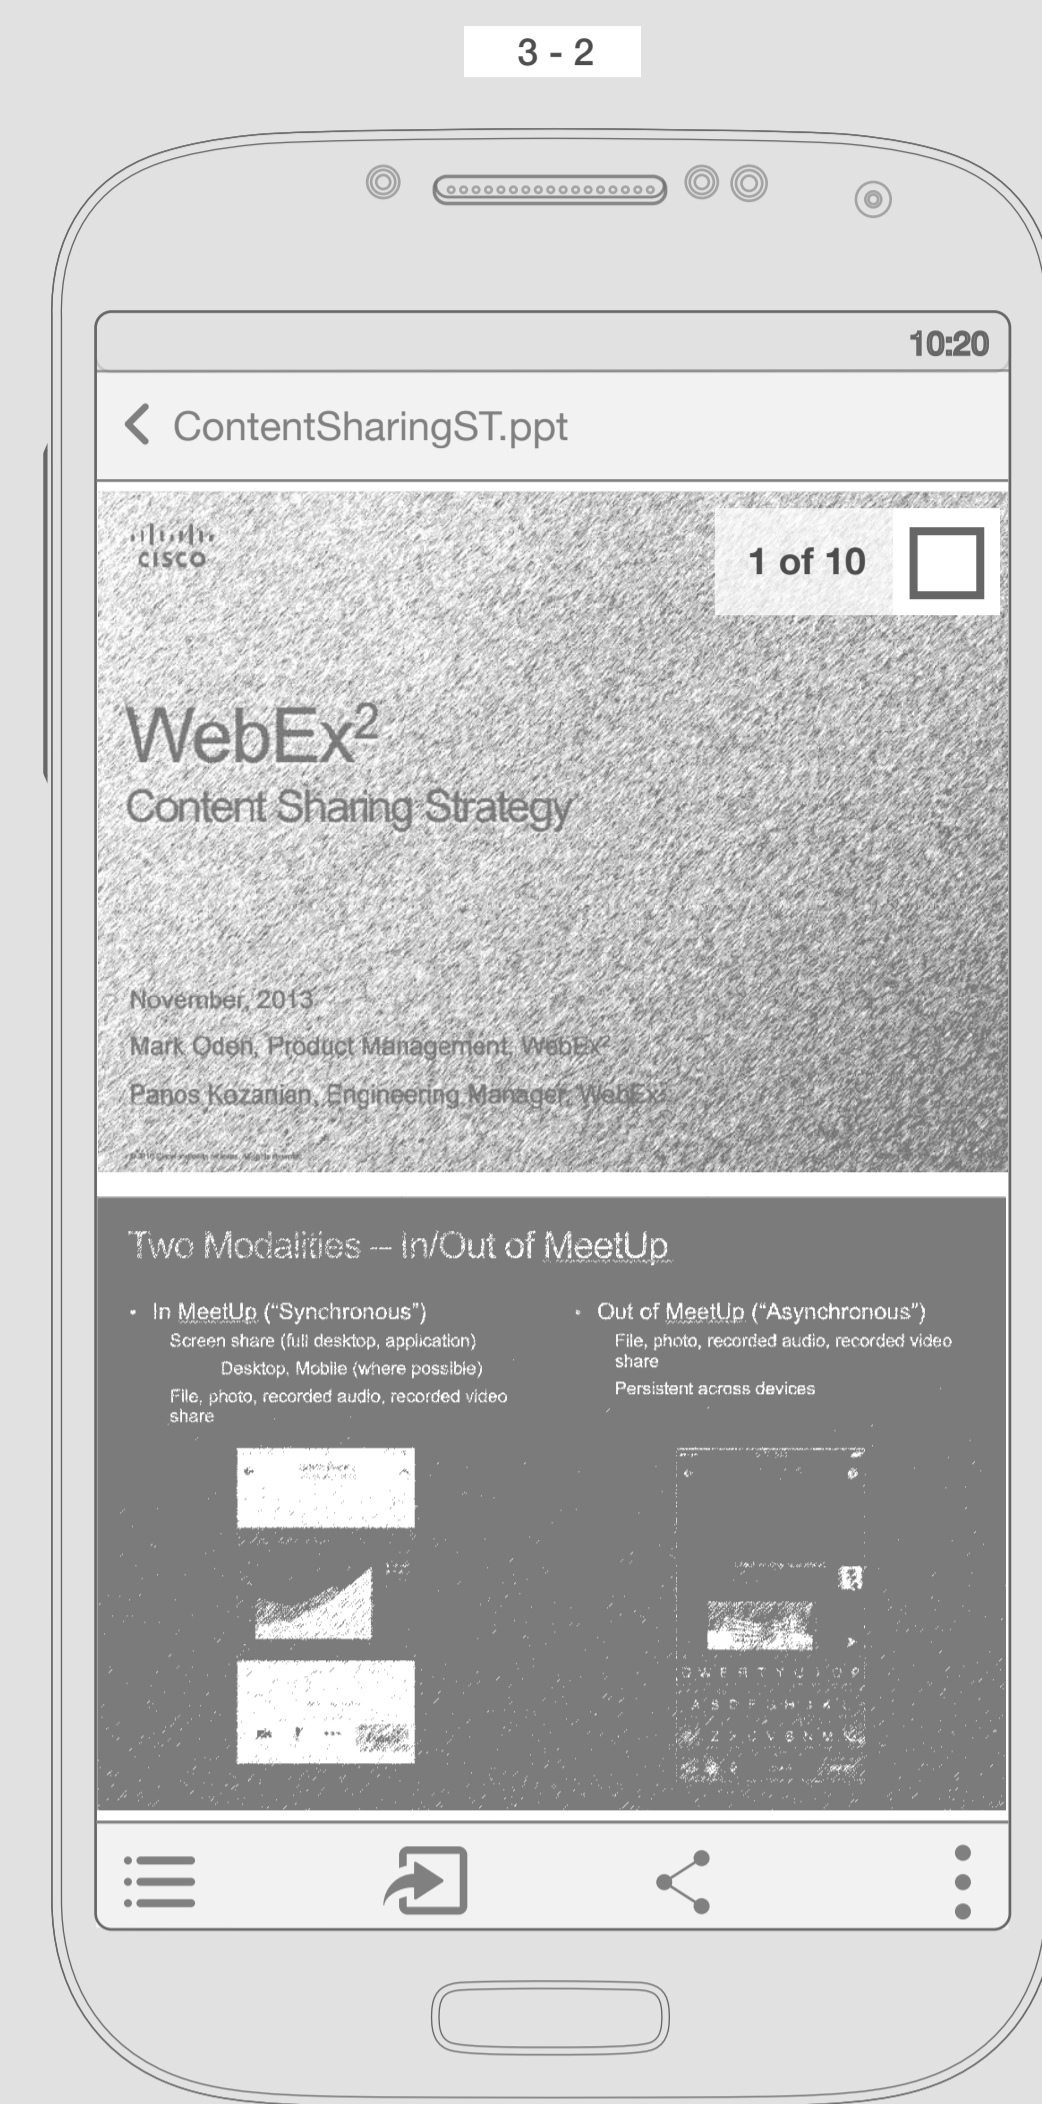 3 - 2
10:20
ContentSharingST.ppt
CISCO
1 of 10
WebEx²
Content Sharing Strategy
November, 2013
Mark Oden, Product Management, WebEx²
Panos Kozanian, Engineering Manager, WebEx²
Two Modalities – In/Out of MeetUp
• In MeetUp (“Synchronous”)
Screen share (full desktop, application)
Desktop, Mobile (where possible)
File, photo, recorded audio, recorded video
share
• Out of MeetUp (“Asynchronous”)
File, photo, recorded audio, recorded video
share
Persistent across devices